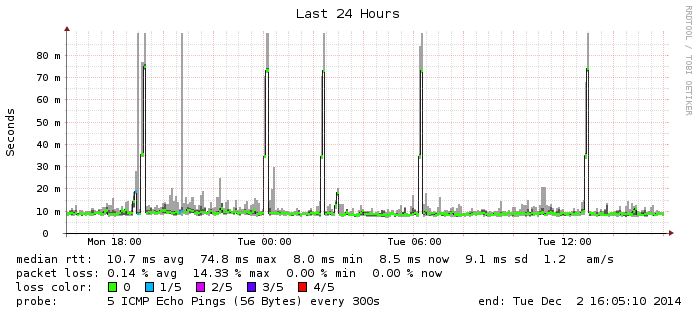 Last 24 Hours
RRDTOOL / TOBI OETIKER
Seconds
80 m
70 m
60 m
50 m
40 m
30 m
20 m
10 m
0
Mon 18:00 Tue 00:00 Tue 06:00 Tue 12:00
median rtt: 10.7 ms avg 74.8 ms max 8.0 ms min 8.5 ms now 9.1 ms sd 1.2 am/s
packet loss: 0.14 % avg 14.33 % max 0.00 % min 0.00 % now
loss color: 0 1/5 2/5 3/5 4/5
probe: 5 ICMP Echo Pings (56 Bytes) every 300s end: Tue Dec 2 16:05:10 2014